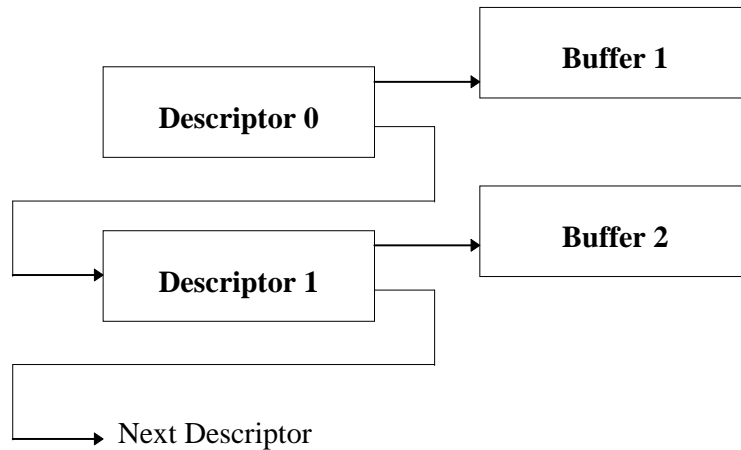 Buffer 1
Descriptor 0
Buffer 2
Descriptor 1
Next Descriptor